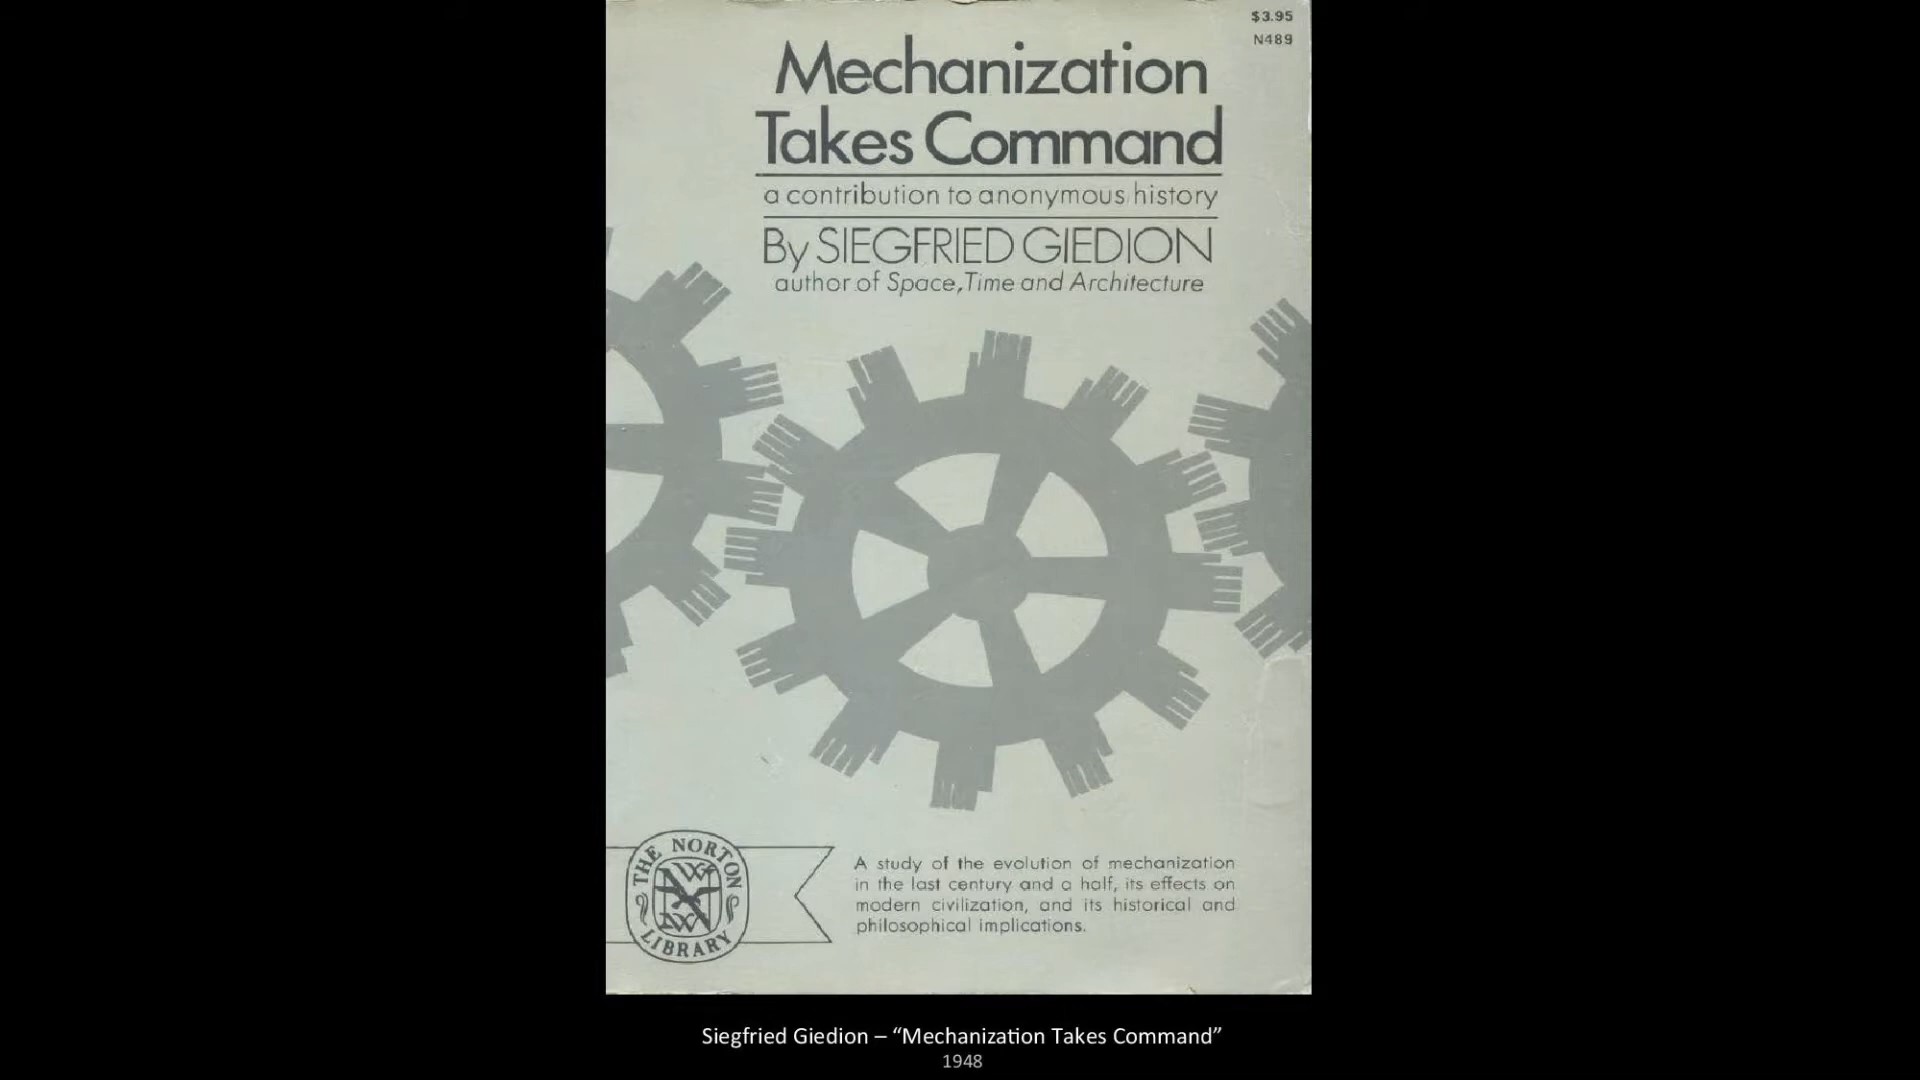 $3.95
N489
Mechanization
Takes Command
a contribution to anonymous history
By SIEGFRIED GIEDION
author of Space, Time and Architecture
THE NORTON
LIBRARY
A study of the evolution of mechanization
in the last century and a half, its effects on
modern civilization, and its historical and
philosophical implications.
Siegfried Giedion – “Mechanization Takes Command”
1948